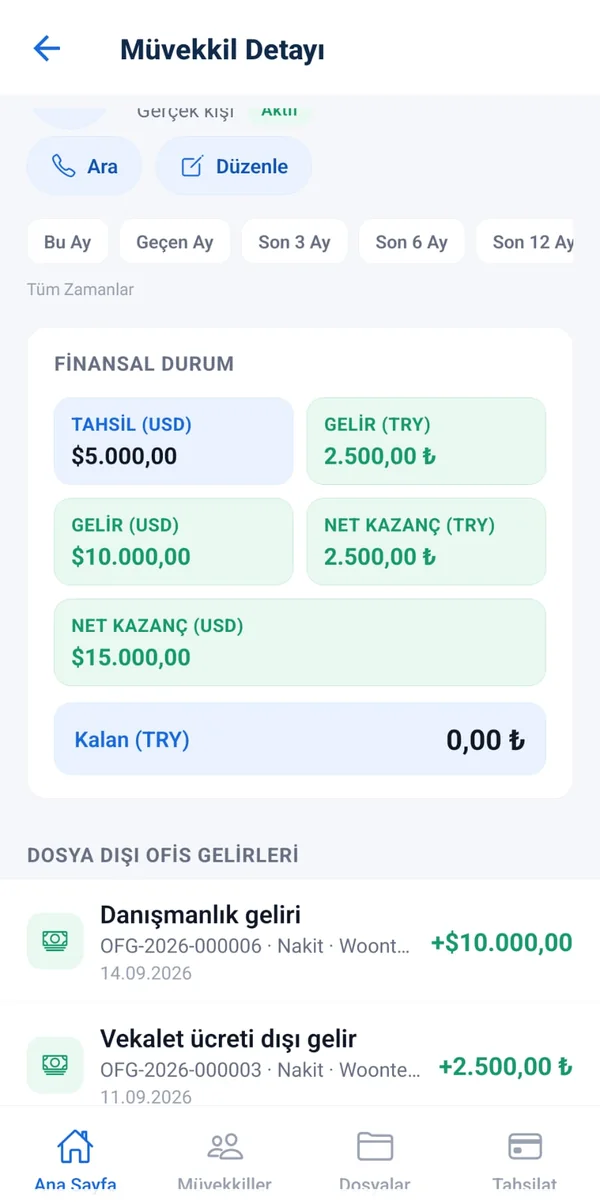 Müvekkil Detayı
Gerçek kişi Aktif
Ara Düzenle
Bu Ay Geçen Ay Son 3 Ay Son 6 Ay Son 12 Ay
Tüm Zamanlar
FİNANSAL DURUM
TAHSİL (USD) GELİR (TRY)
$5.000,00 2.500,00 ₺
GELİR (USD) NET KAZANÇ (TRY)
$10.000,00 2.500,00 ₺
NET KAZANÇ (USD)
$15.000,00
Kalan (TRY) 0,00 ₺
DOSYA DIŞI OFİS GELİRLERİ
Danışmanlık geliri
OFG-2026-000006 · Nakit · Woont... +$10.000,00
14.09.2026
Vekalet ücreti dışı gelir
OFG-2026-000003 · Nakit · Woonte... +2.500,00 ₺
11.09.2026
Ana Sayfa Müvekkiller Dosyalar Tahsilat